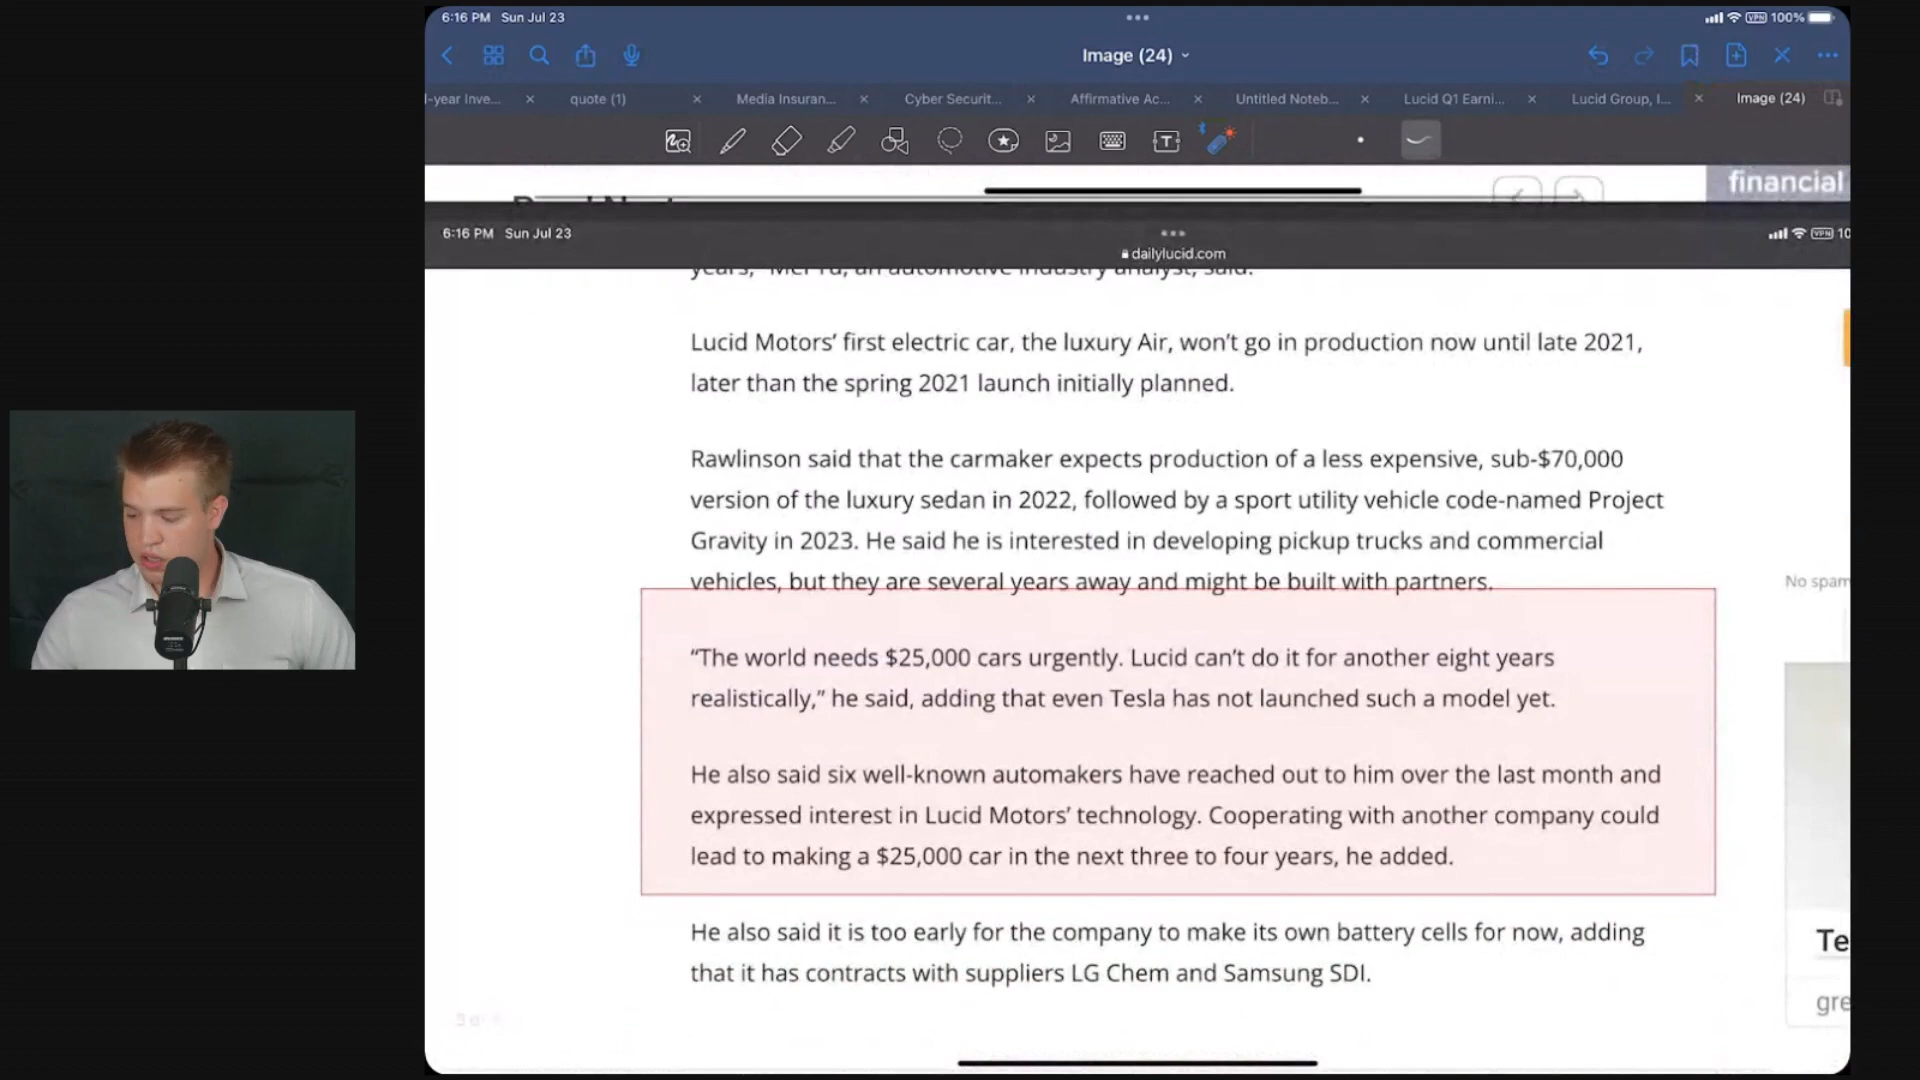 6:16 PM Sun Jul 23
VPN 100%
Image (24)
l-year Inve...
quote (1)
Media Insuran...
Cyber Securit...
Affirmative Ac...
Untitled Noteb...
Lucid Q1 Earni...
Lucid Group, I...
Image (24)
financial
6:16 PM Sun Jul 23
VPN 10
dailylucid.com
years," an automotive industry analyst, said.
Lucid Motors’ first electric car, the luxury Air, won’t go in production now until late 2021,
later than the spring 2021 launch initially planned.
Rawlinson said that the carmaker expects production of a less expensive, sub-$70,000
version of the luxury sedan in 2022, followed by a sport utility vehicle code-named Project
Gravity in 2023. He said he is interested in developing pickup trucks and commercial
vehicles, but they are several years away and might be built with partners.
No spam
“The world needs $25,000 cars urgently. Lucid can’t do it for another eight years
realistically,” he said, adding that even Tesla has not launched such a model yet.
He also said six well-known automakers have reached out to him over the last month and
expressed interest in Lucid Motors’ technology. Cooperating with another company could
lead to making a $25,000 car in the next three to four years, he added.
He also said it is too early for the company to make its own battery cells for now, adding
that it has contracts with suppliers LG Chem and Samsung SDI.
Te
gre